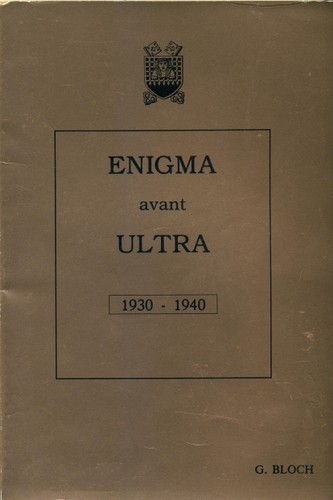 ENIGMA
avant
ULTRA
1930 - 1940
G. BLOCH